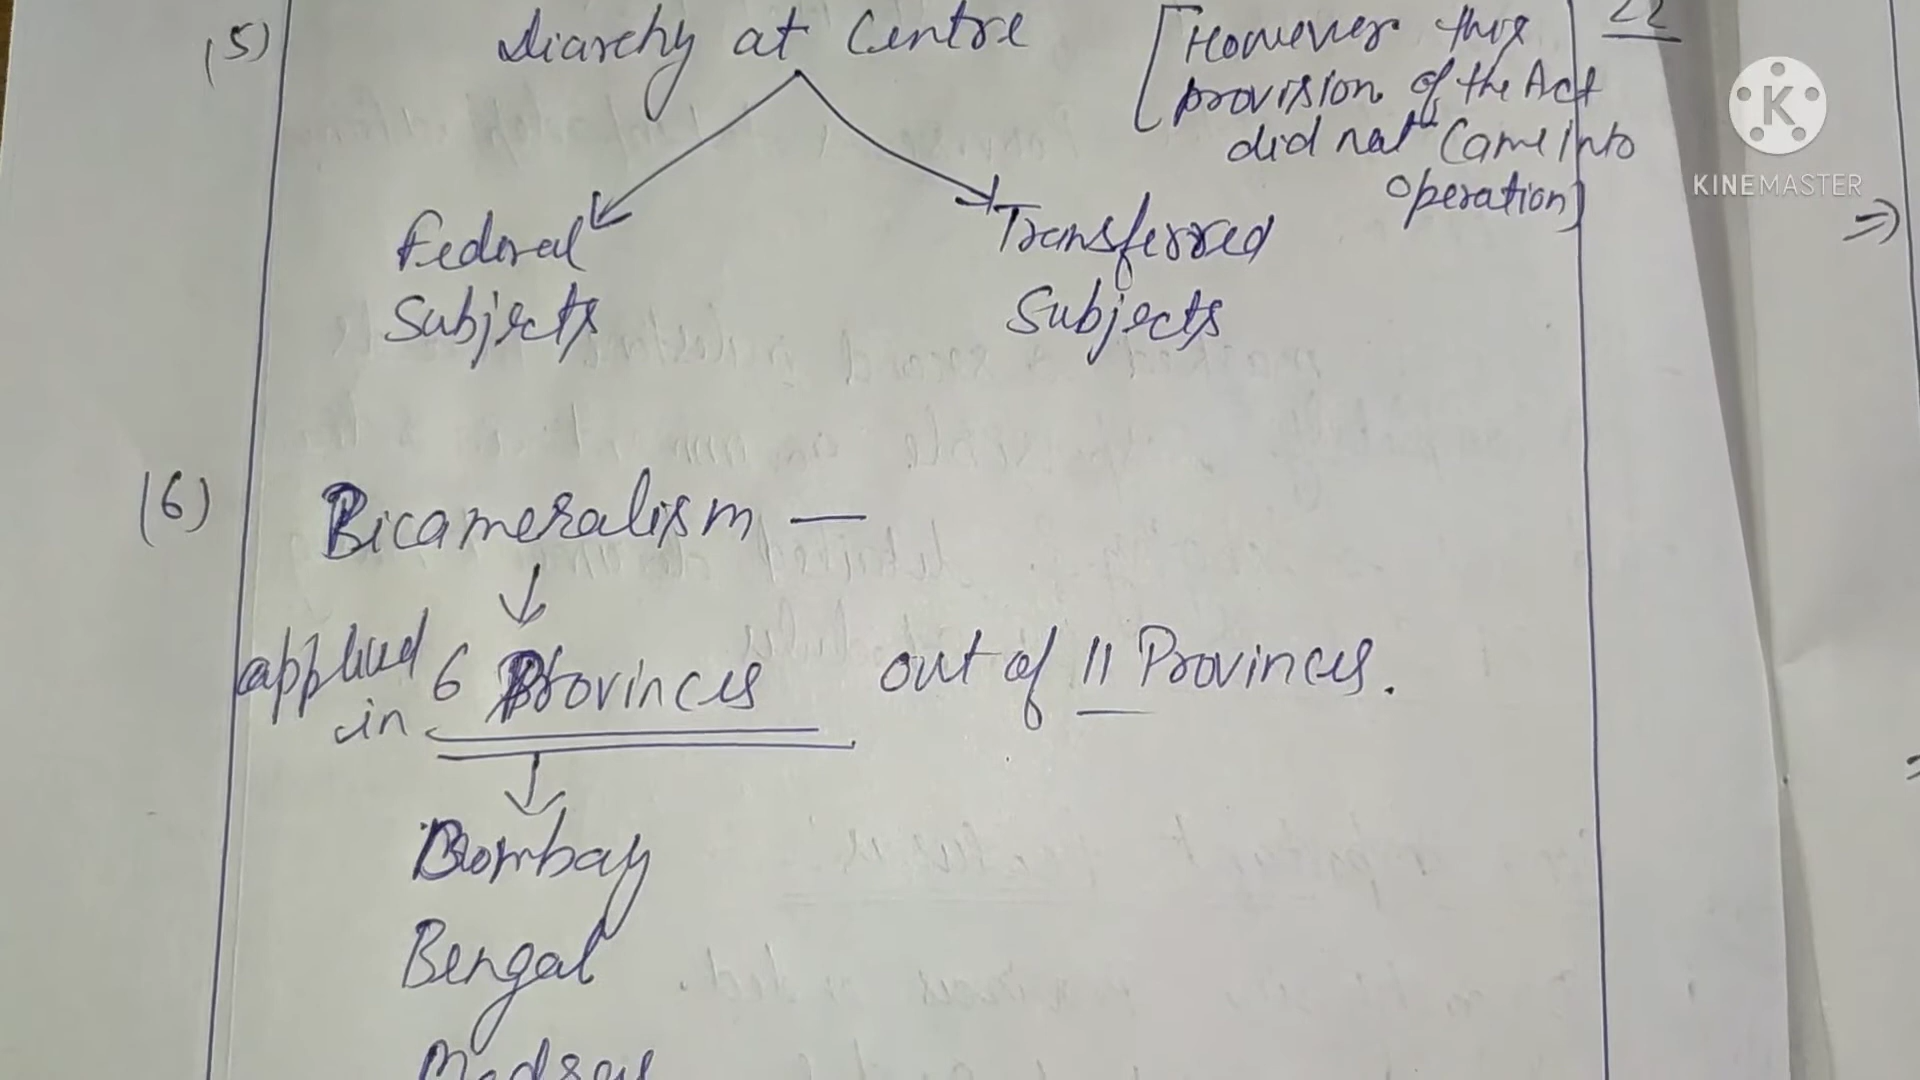 (5) Diarchy at Centre
[However this
provision of the Act
did not came into
operation]
22
Federal
Subjects
Transferred
Subjects
(6) Bicameralism —
applied in 6 Provinces out of 11 Provinces.
Bombay
Bengal
Madras
K
KINEMASTER